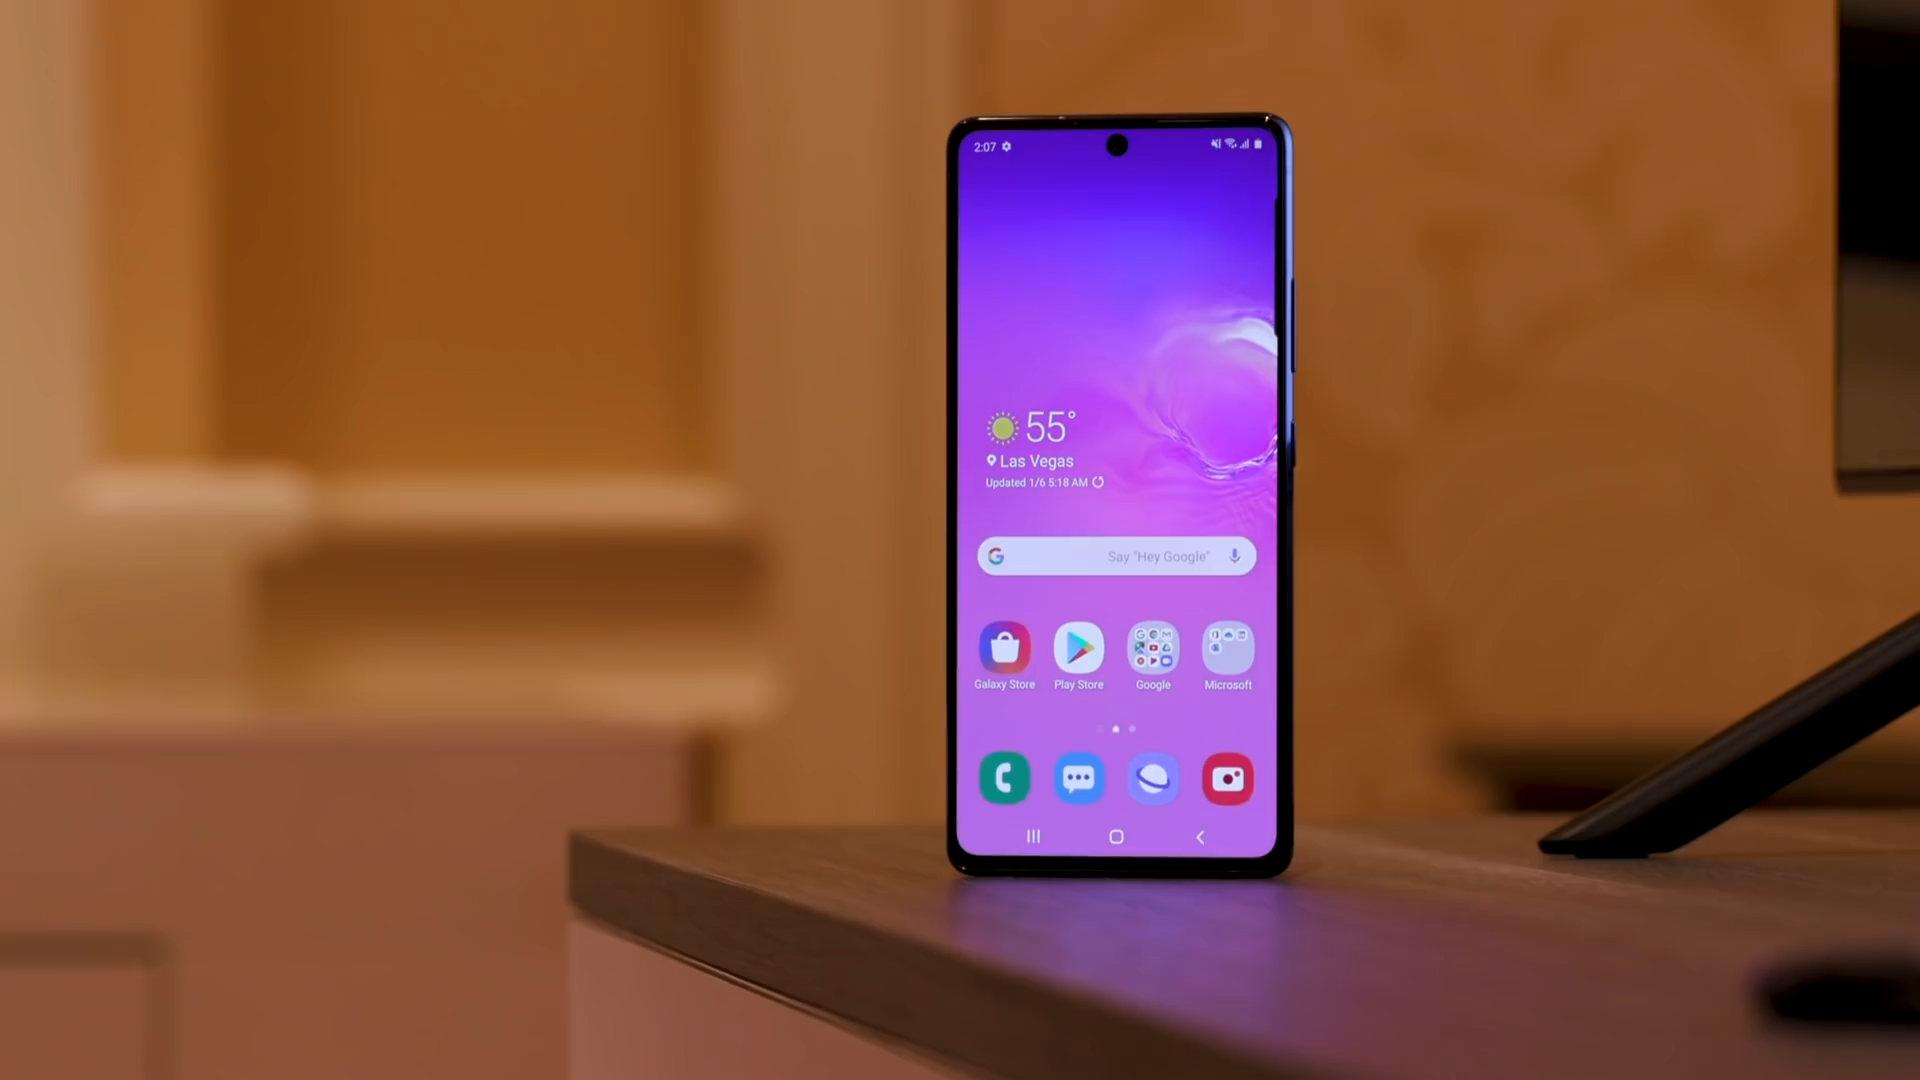 2:07
55°
Las Vegas
Updated 1/6 5:18 AM
Say "Hey Google"
Galaxy Store
Play Store
Google
Microsoft